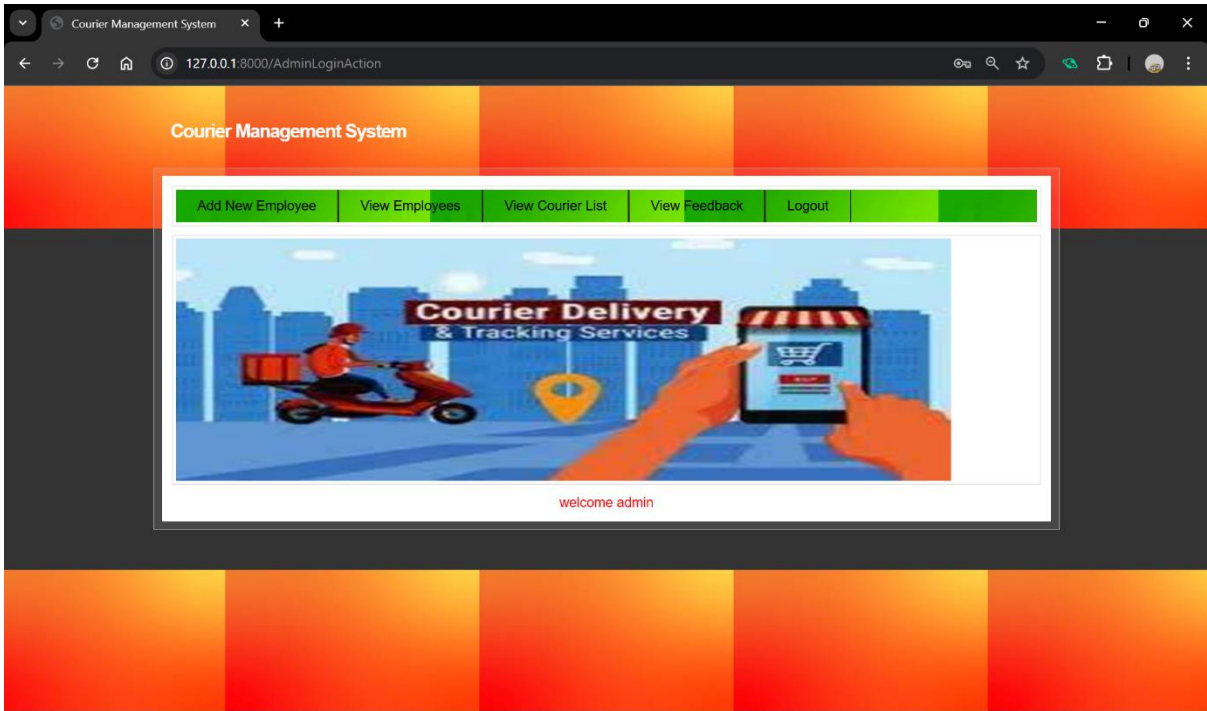 Courier Management System
127.0.0.1:8000/AdminLoginAction
Courier Management System
Add New Employee View Employees View Courier List View Feedback Logout
Courier Delivery
& Tracking Services
welcome admin